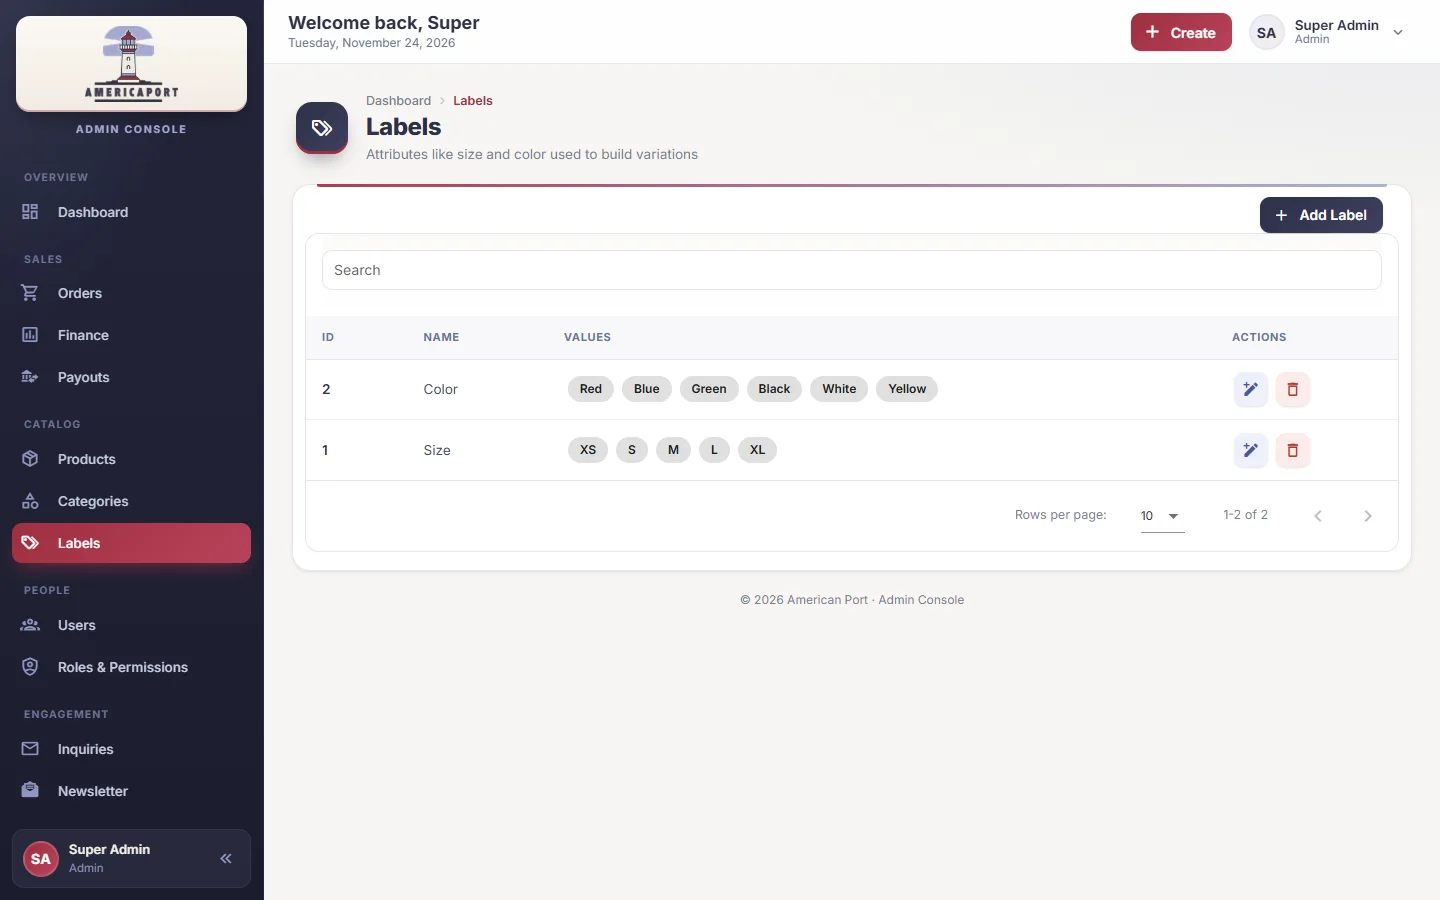 AMERICAPORT
ADMIN CONSOLE
OVERVIEW
Dashboard
SALES
Orders
Finance
Payouts
CATALOG
Products
Categories
Labels
PEOPLE
Users
Roles & Permissions
ENGAGEMENT
Inquiries
Newsletter
SA
Super Admin
Admin
Welcome back, Super
Tuesday, November 24, 2026
Create
SA
Super Admin
Admin
Dashboard > Labels
Labels
Attributes like size and color used to build variations
+ Add Label
Search
ID NAME VALUES ACTIONS
2 Color Red Blue Green Black White Yellow
1 Size XS S M L XL
Rows per page: 10 1-2 of 2
© 2026 American Port · Admin Console